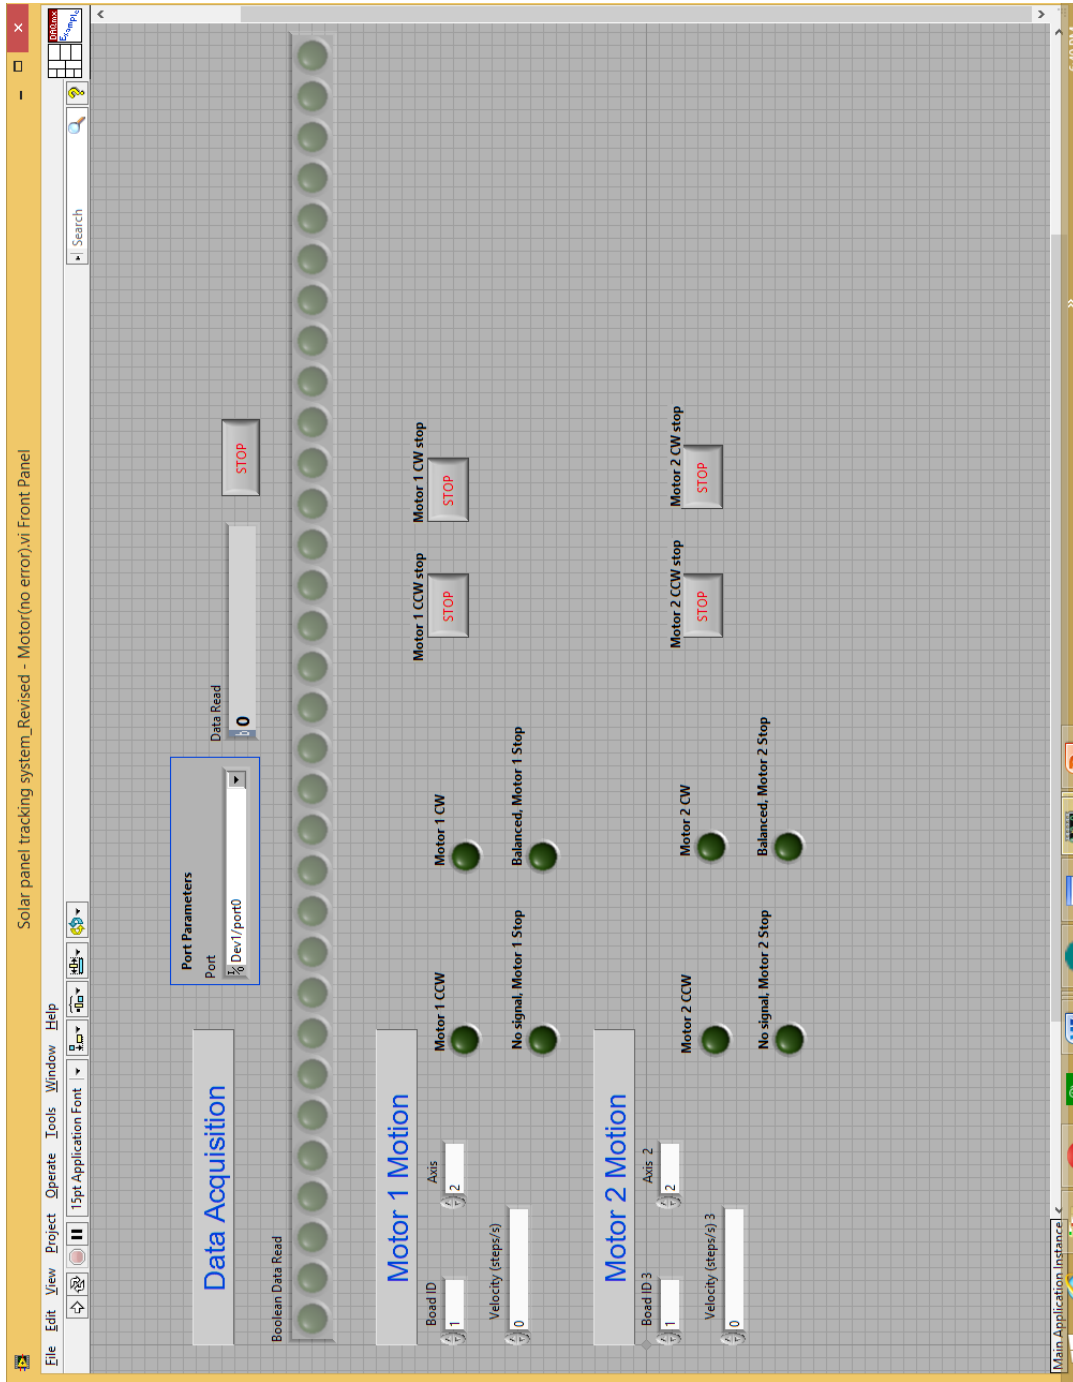 Solar panel tracking system_Revised - Motor(no error).vi Front Panel
File Edit View Project Operate Tools Window Help
15pt Application Font
Search
DAQmx
Example
Data Acquisition
Port Parameters
Port
Dev1/port0
Data Read
0
STOP
Boolean Data Read
Motor 1 Motion
Boad ID
1
Axis
2
Velocity (steps/s)
0
Motor 1 CCW
Motor 1 CW
No signal, Motor 1 Stop
Balanced, Motor 1 Stop
Motor 1 CCW stop
STOP
Motor 1 CW stop
STOP
Motor 2 Motion
Boad ID 3
1
Axis 2
2
Velocity (steps/s) 3
0
Motor 2 CCW
Motor 2 CW
No signal, Motor 2 Stop
Balanced, Motor 2 Stop
Motor 2 CCW stop
STOP
Motor 2 CW stop
STOP
Main Application Instance